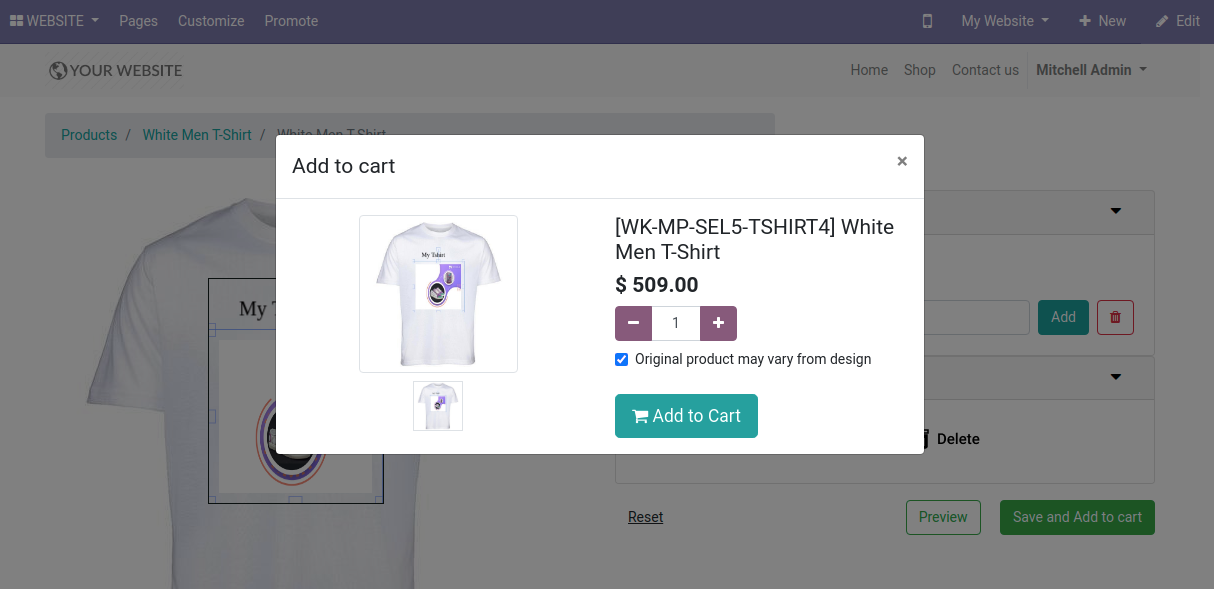 WEBSITE Pages Customize Promote My Website New Edit
YOUR WEBSITE Home Shop Contact us Mitchell Admin
Products / White Men T-Shirt / White Men T-Shirt
Add to cart ×
[WK-MP-SEL5-TSHIRT4] White
Men T-Shirt
$ 509.00
− 1 +
Original product may vary from design
Add to Cart
My Tshirt
My T
Add
Delete
Reset Preview Save and Add to cart